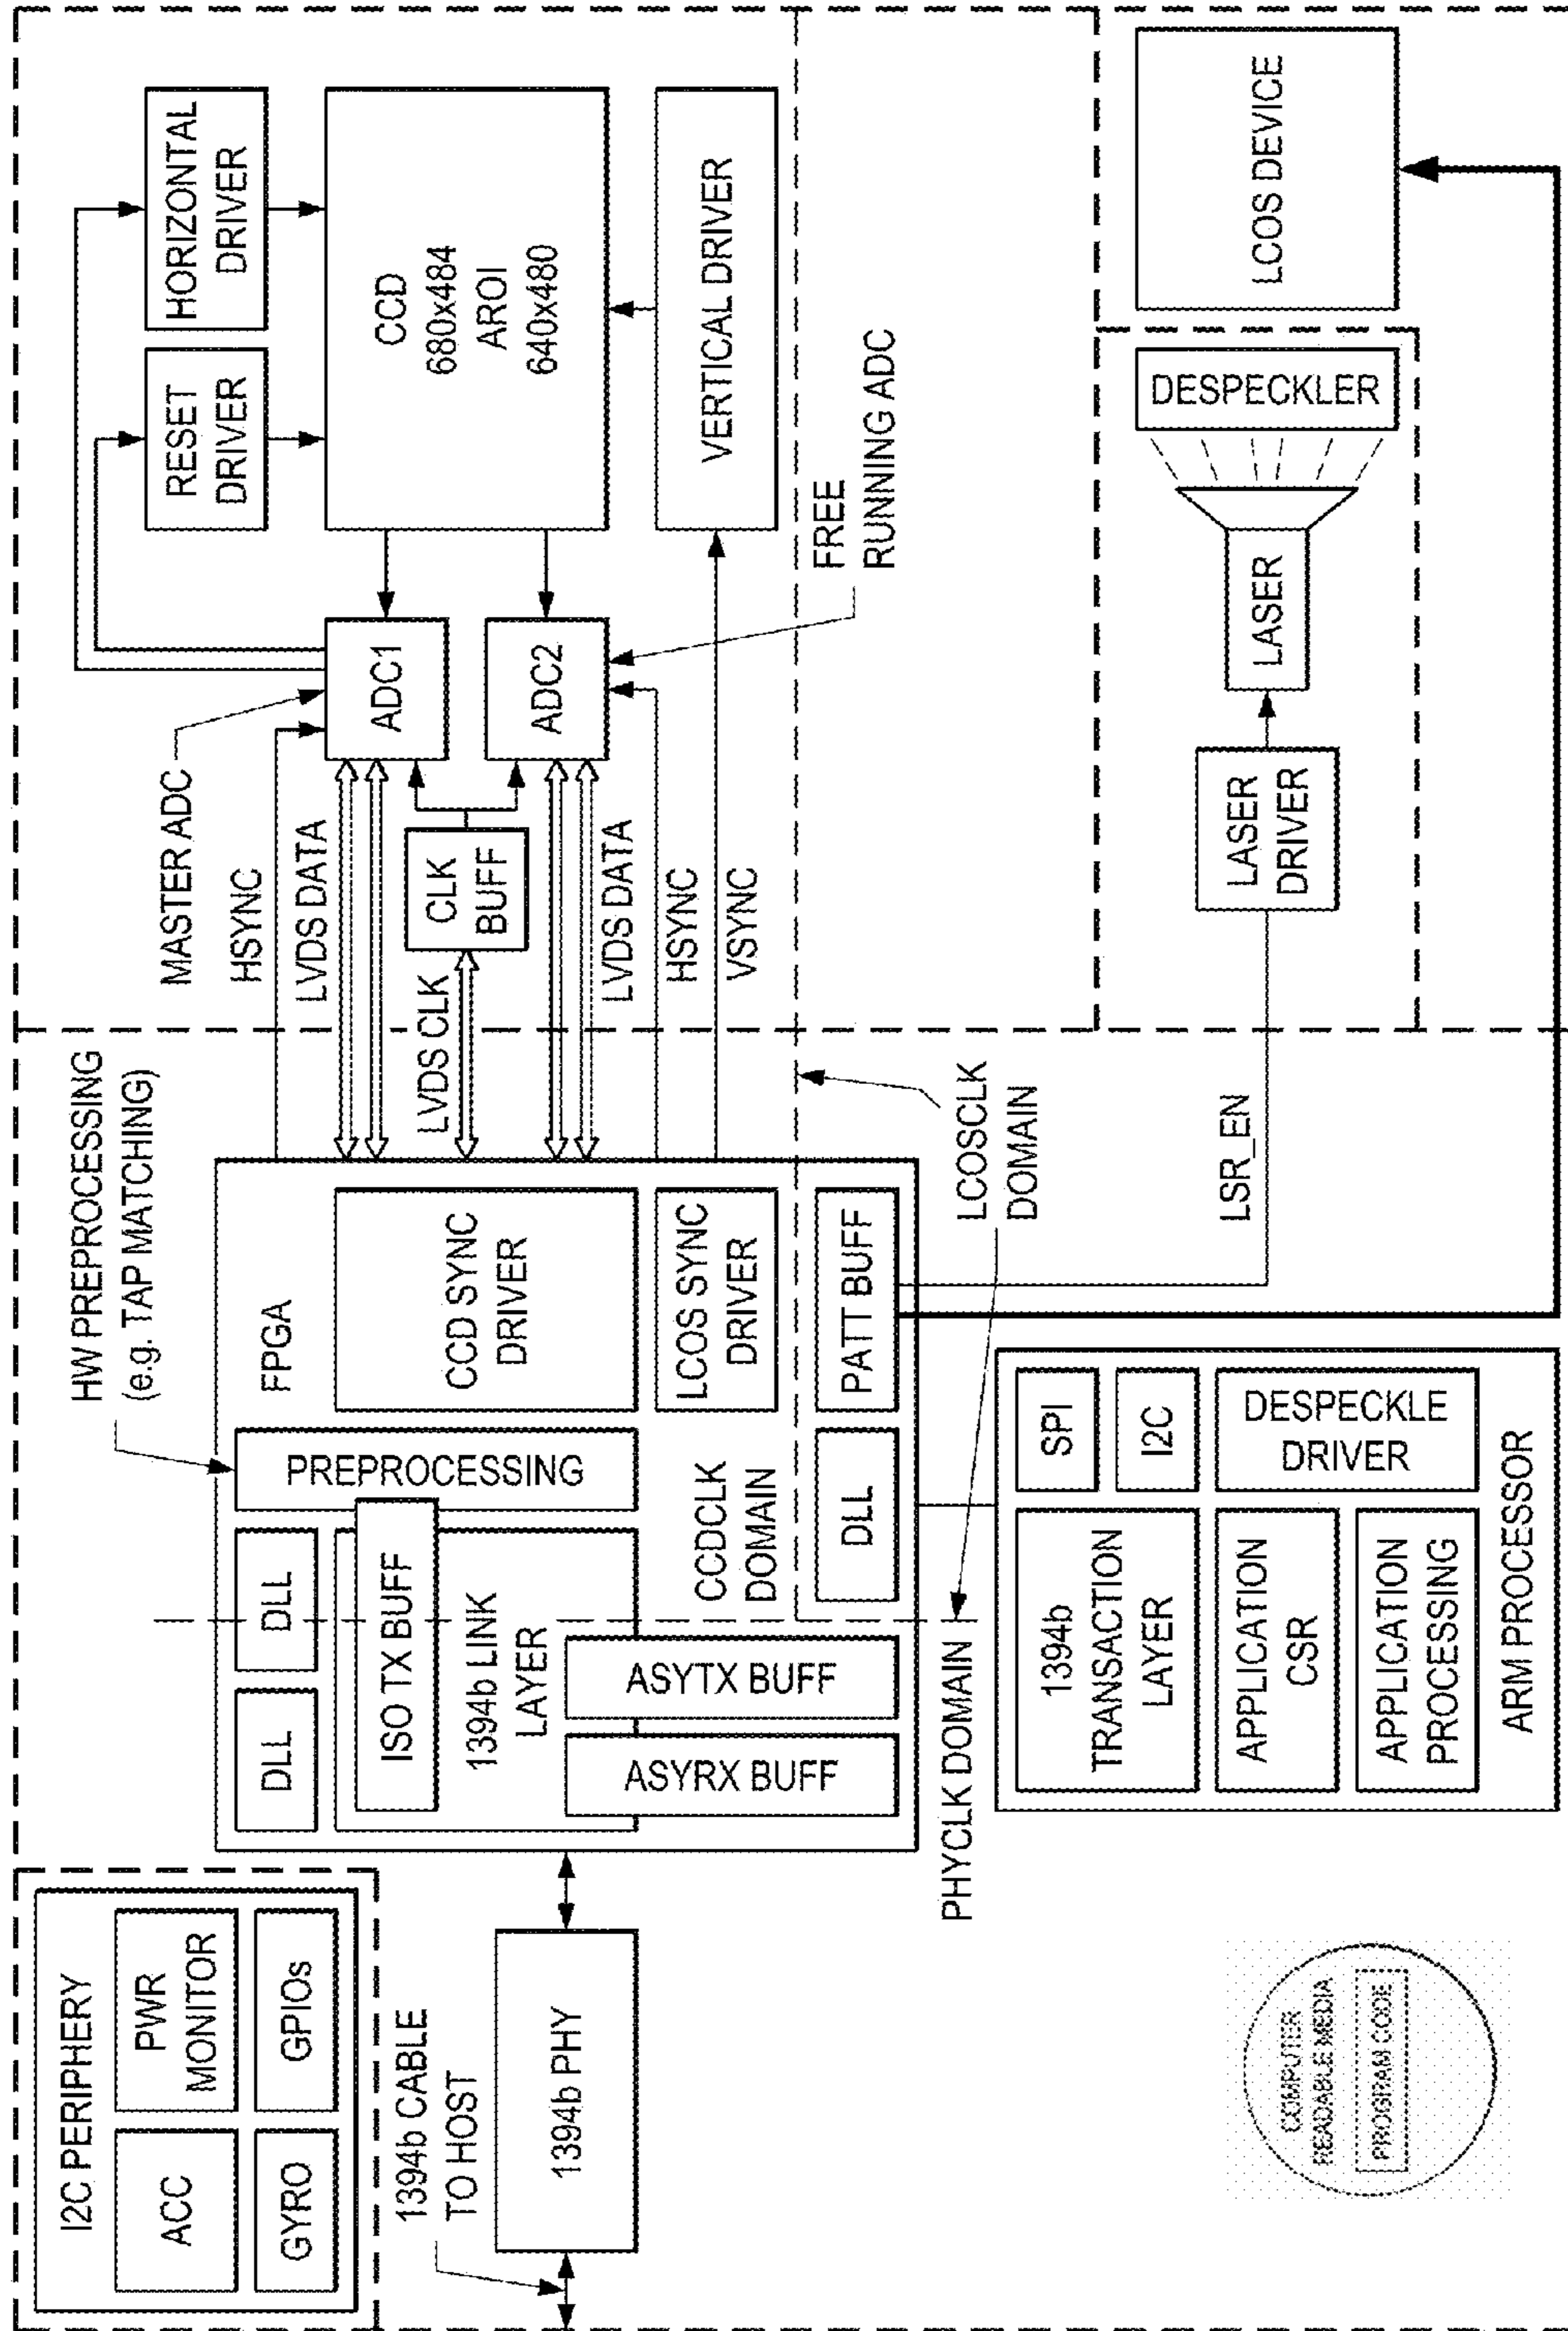 I2C PERIPHERY
ACC
PWR
MONITOR
GYRO
GPIOs
1394b CABLE
TO HOST
1394b PHY
HW PREPROCESSING
(e.g. TAP MATCHING)
FPGA
DLL
DLL
PREPROCESSING
ISO TX BUFF
1394b LINK
LAYER
CCD SYNC
DRIVER
LCOS SYNC
DRIVER
CCDCLK
DOMAIN
ASYRX BUFF
ASYTX BUFF
DLL
PATT BUFF
PHYCLK DOMAIN
LCOSCLK
DOMAIN
1394b
TRANSACTION
LAYER
SPI
I2C
APPLICATION
CSR
DESPECKLE
DRIVER
APPLICATION
PROCESSING
ARM PROCESSOR
MASTER ADC
HSYNC
LVDS DATA
LVDS CLK
CLK
BUFF
LVDS DATA
HSYNC
VSYNC
ADC1
ADC2
RESET
DRIVER
HORIZONTAL
DRIVER
CCD
680x484
AROI
640x480
VERTICAL DRIVER
FREE
RUNNING ADC
LSR_EN
LASER
DRIVER
LASER
DESPECKLER
LCOS DEVICE
COMPUTER
READABLE MEDIA
PROGRAM CODE